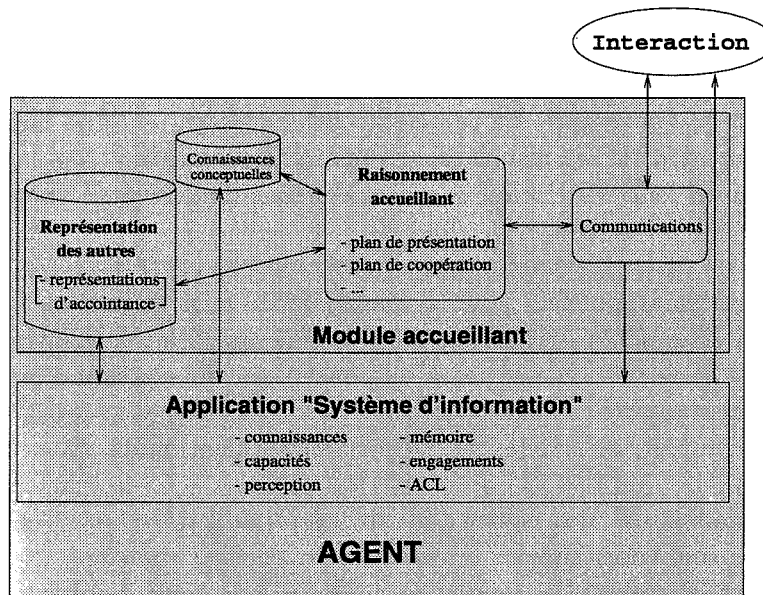 Interaction
Connaissances
conceptuelles
Raisonnement
accueillant
- plan de présentation
- plan de coopération
- ...
Communications
Représentation
des autres
- représentations
d'accointance
Module accueillant
Application "Système d'information"
- connaissances
- capacités
- perception
- mémoire
- engagements
- ACL
AGENT